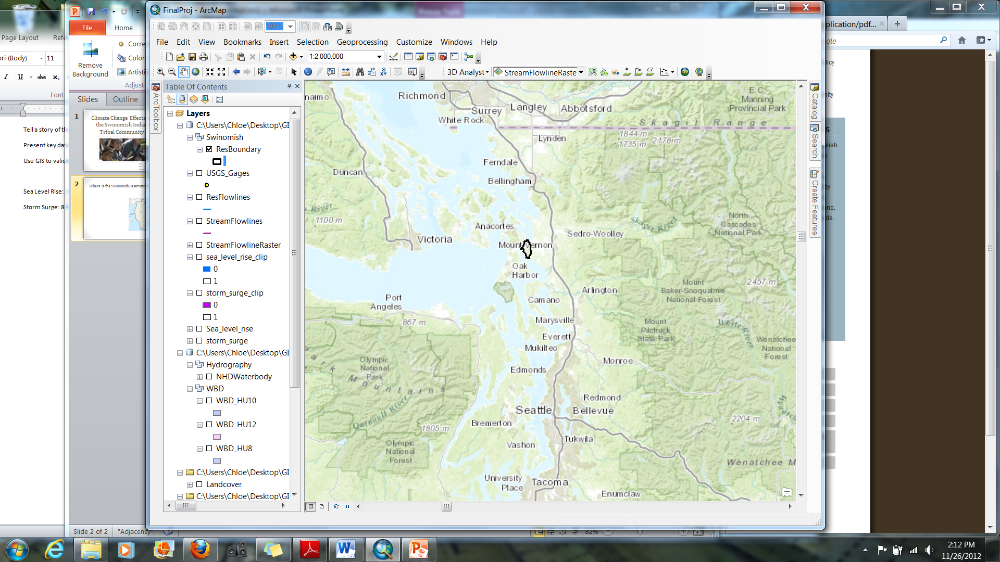 FinalProj - ArcMap
100%
File Edit View Bookmarks Insert Selection Geoprocessing Customize Windows Help
1:2,000,000
3D Analyst StreamFlowlineRaste
Table Of Contents
ArcToolbox
Layers
C:\Users\Chloe\Desktop\GI
Swinomish
ResBoundary
USGS_Gages
ResFlowlines
StreamFlowlines
StreamFlowlineRaster
sea_level_rise_clip
0
1
storm_surge_clip
0
1
Sea_level_rise
storm_surge
C:\Users\Chloe\Desktop\GI
Hydrography
NHDWaterbody
WBD
WBD_HU10
WBD_HU12
WBD_HU8
C:\Users\Chloe\Desktop\GI
Landcover
C:\Users\Chloe\Desktop\GI
naimo
Richmond
Surrey
Langley
Abbotsford
White Rock
E. C.
Manning
Provincial Park
Skagit Range
1844 m
1735 m
2178 m
Lynden
Ferndale
Duncan
Bellingham
River
1100 m
Anacortes
Victoria
Sedro-Woolley
Skagit River
North
Cascades
National Park
Mount Vernon
Oak
Harbor
Arlington
Mount
Baker-Snoqualmie
National Forest
2457 m
Port
Angeles
Camano
867 m
Marysville
Mount
Pilchuck
State Park
White River
Everett
Mukilteo
Wenatchee
National
Forest
Olympic
National
Park
Mountains
Monroe
Edmonds
Redmond
Seattle
Bellevue
Quinault River
1805 m
Bremerton
2204 m
Tukwila
Vashon
Olympic
National
Forest
Wenatchee M
University
Place
Tacoma
Enumclaw
Catalog
Search
Create Features
Page Layout Refe
ri (Body) 11
I U abc x₂
Font
Tell a story of th
Present key dat
Use GIS to valid
Sea Level Rise:
Storm Surge: 8
File Home
Remove
Background
Corre
Color
Artisti
Adjust
Slides Outline
1
Climate Change Effects
the Swinomish India
Tribal Community
2
Where is the Swinomish Reservatio
Slide 2 of 2 "Adjacency
82%
plication/pdf...
gle
licy
nity
s
alish
s
by
ano,
ds.
2:12 PM
11/26/2012